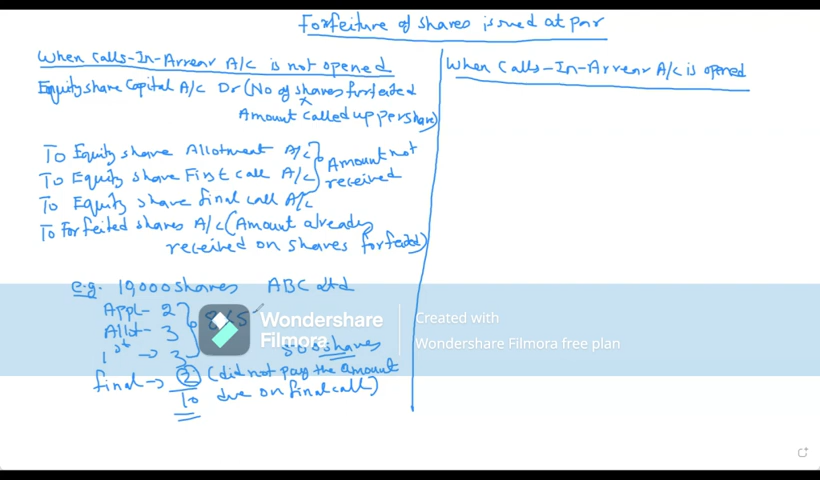 Forfeiture of shares issued at par
When Calls-In-Arrear A/C is not opened
Equity share Capital A/C Dr (No of shares forfeited
x
Amount called up per share)
To Equity share Allotment A/C
To Equity share First call A/C
To Equity share final call A/C
Amount not
received
To Forfeited shares A/C (Amount already
received on shares forfeited)
e.g. 10,000 shares ABC Ltd
Appl- 2
Allot- 3
1st → 3
500 shares
final → 2 (did not pay the amount
due on final call)
10
When Calls-In-Arrear A/C is opened
Wondershare
Filmora
Created with
Wondershare Filmora free plan